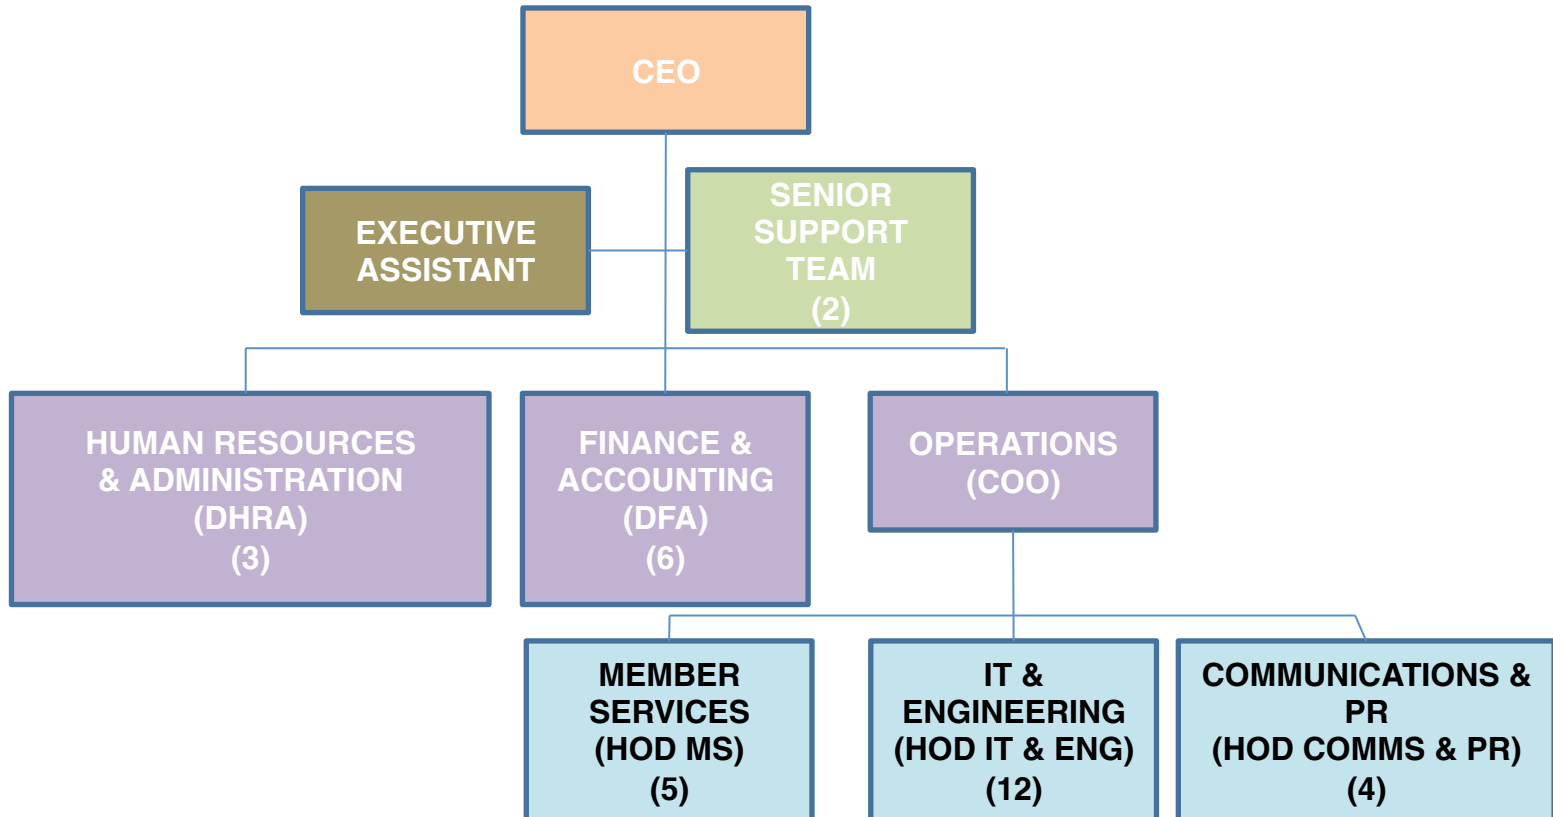 CEO
EXECUTIVE
ASSISTANT
SENIOR
SUPPORT
TEAM
(2)
HUMAN RESOURCES
& ADMINISTRATION
(DHRA)
(3)
FINANCE &
ACCOUNTING
(DFA)
(6)
OPERATIONS
(COO)
MEMBER
SERVICES
(HOD MS)
(5)
IT &
ENGINEERING
(HOD IT & ENG)
(12)
COMMUNICATIONS &
PR
(HOD COMMS & PR)
(4)